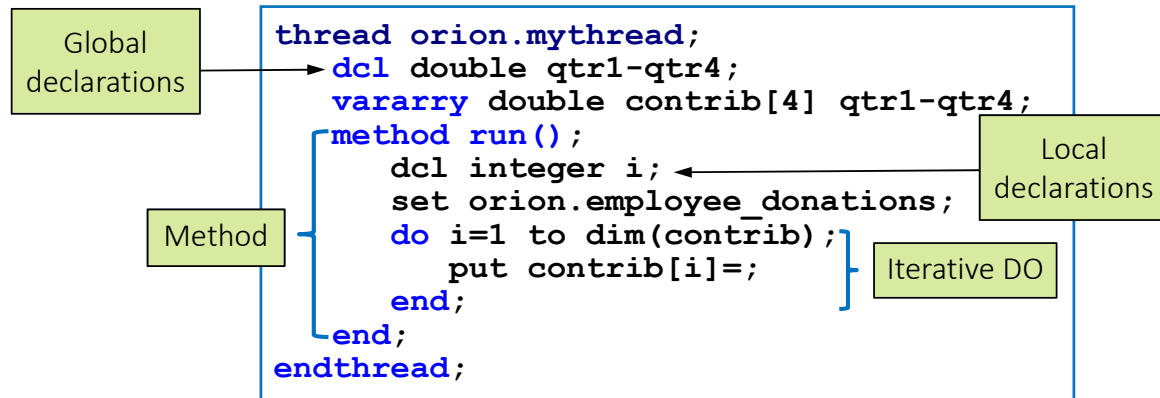 Global
declarations
thread orion.mythread;
dcl double qtr1-qtr4;
vararry double contrib[4] qtr1-qtr4;
method run();
dcl integer i;
Local
declarations
set orion.employee_donations;
Method
do i=1 to dim(contrib);
put contrib[i]=;
Iterative DO
end;
end;
endthread;